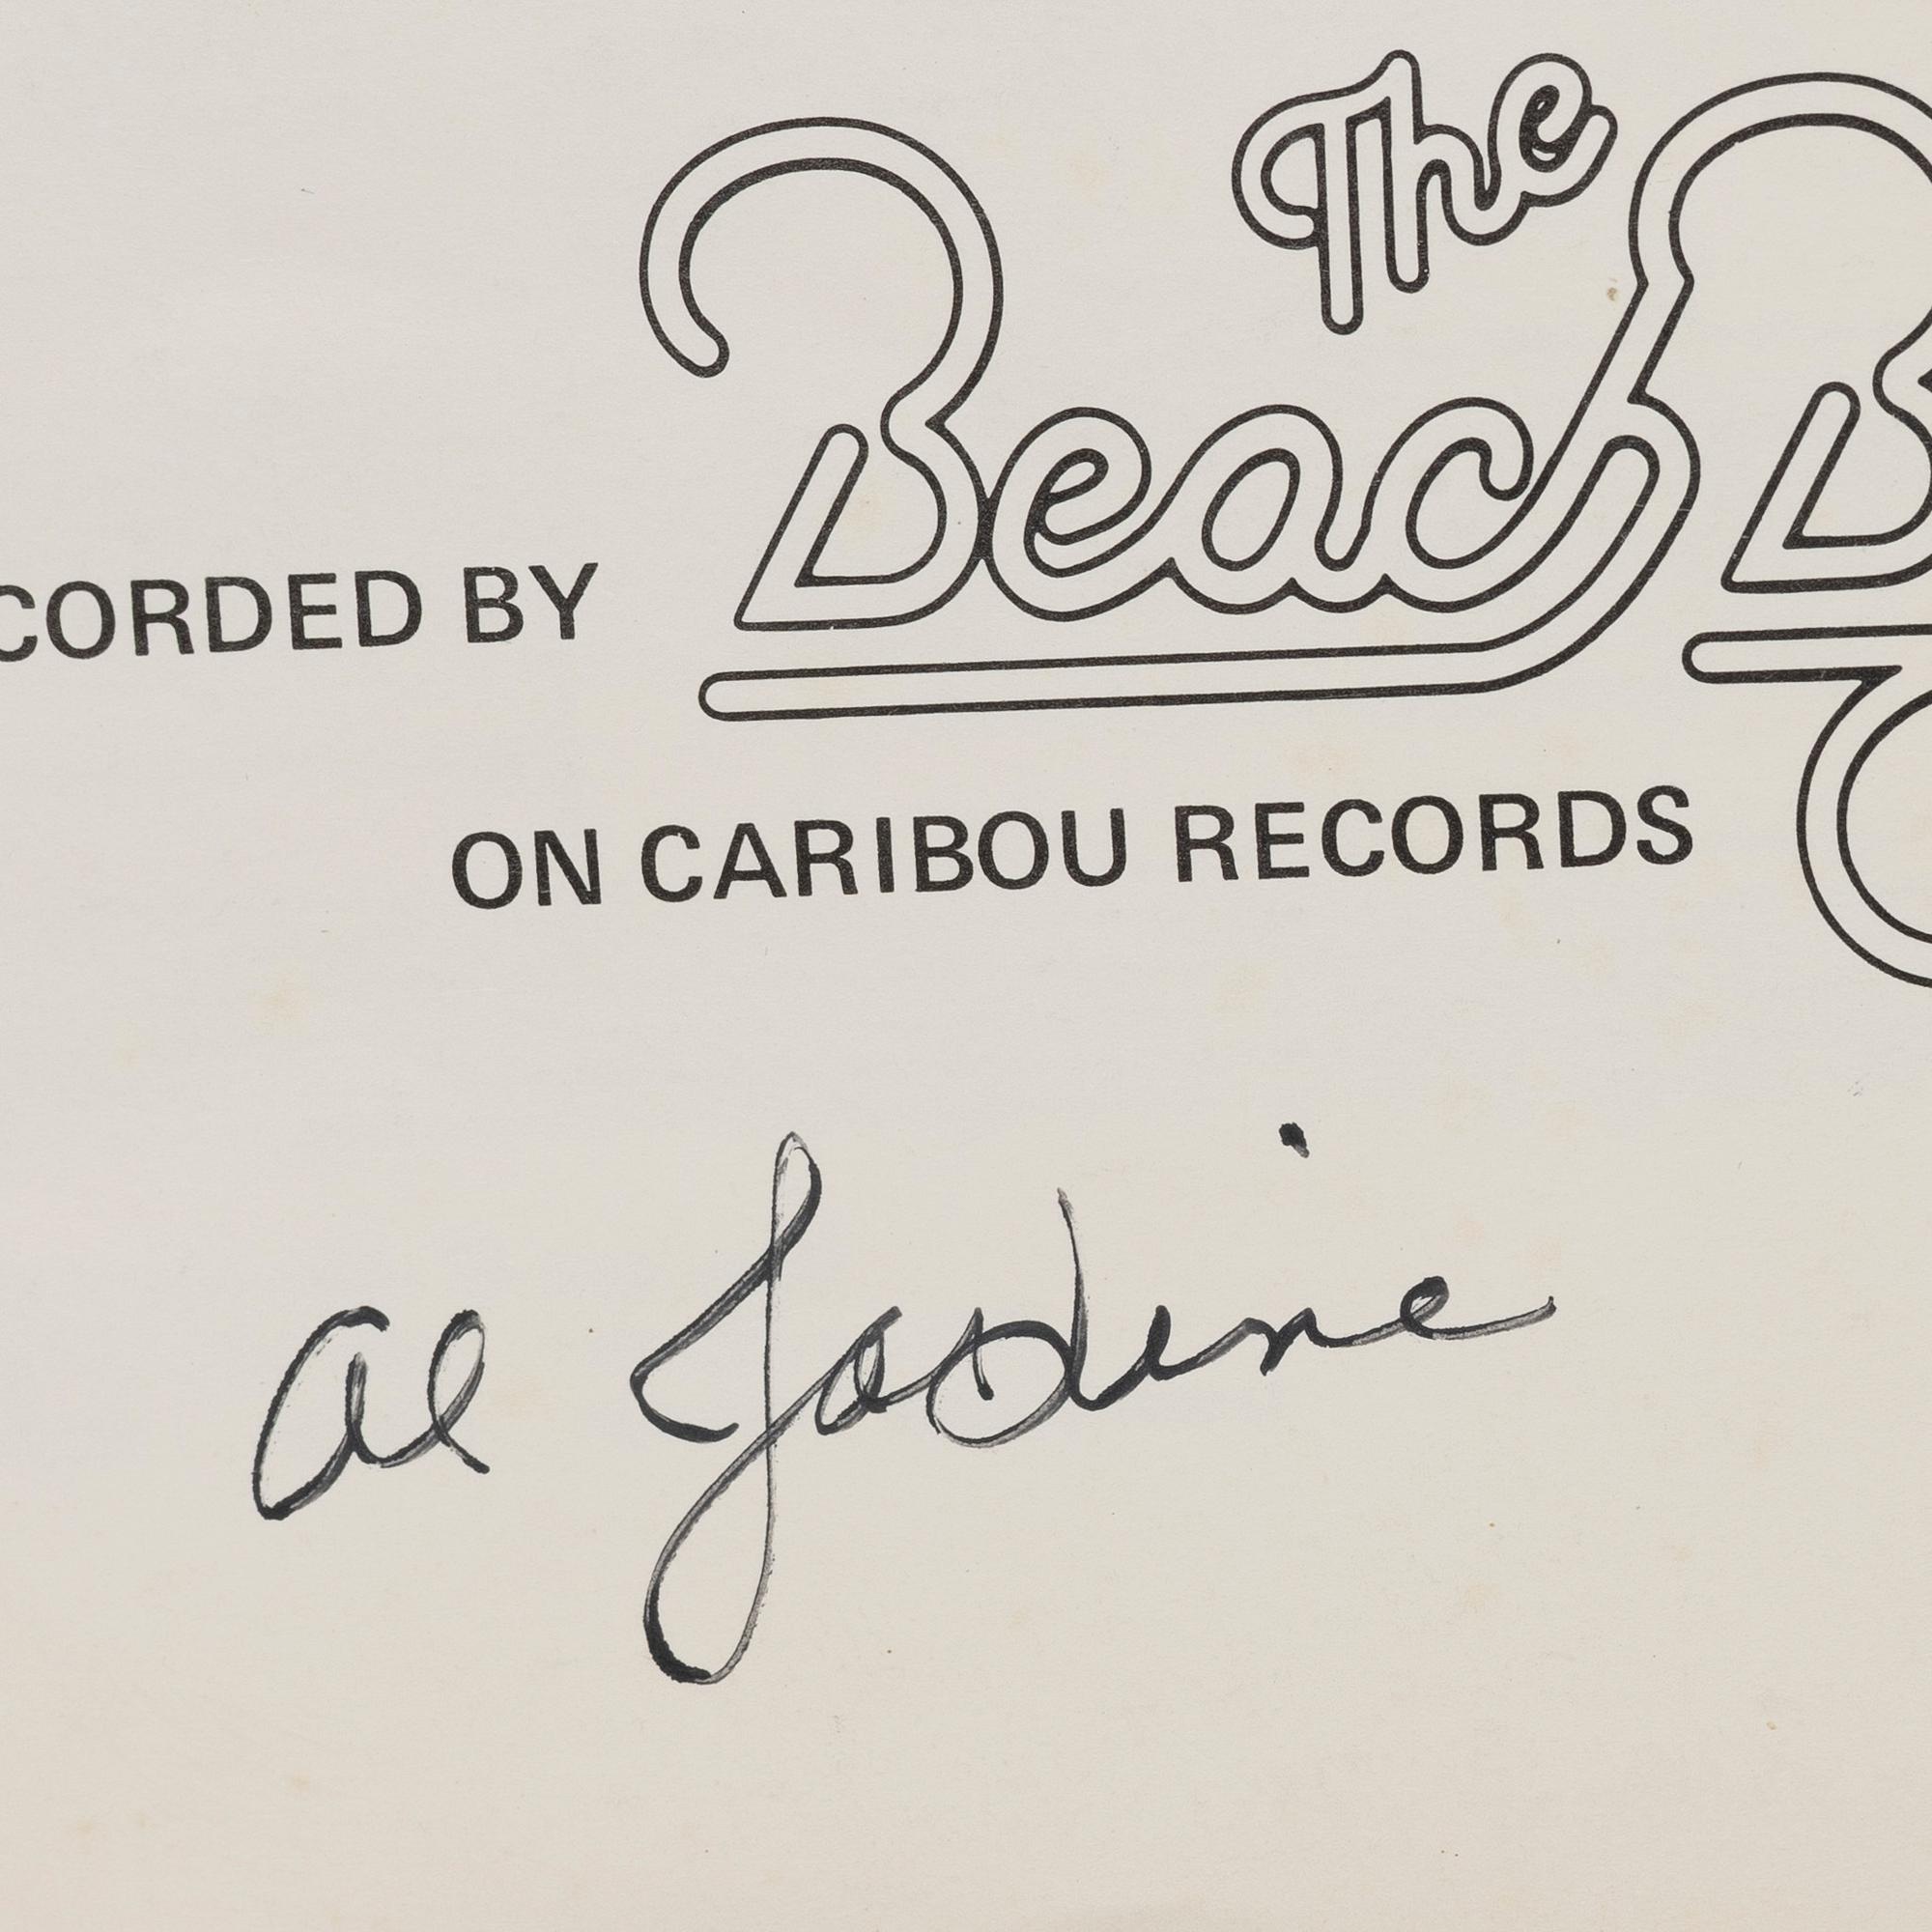 The
Beach B
CORDED BY
ON CARIBOU RECORDS
Al Jardine